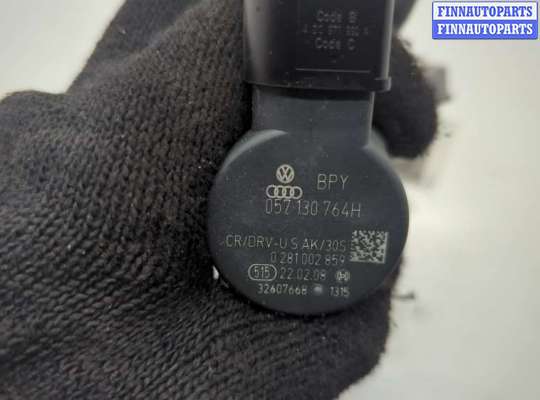 FINNAUTOPARTS
FINNAUTOPARTS
Code B
Code C
BPY
057 130 764H
CR/DRV-U S AK/30S
0 281 002 859
515 22.02.08
32607668 1315